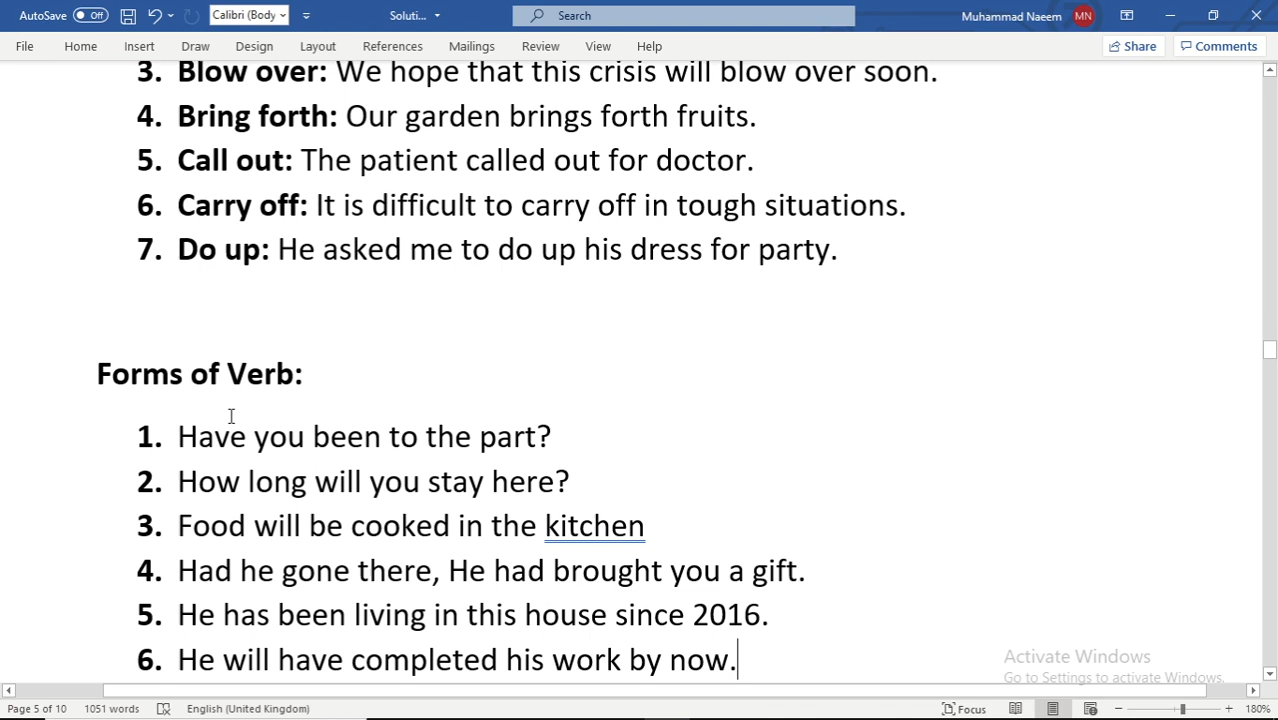 AutoSave Off Calibri (Body Soluti... Search Muhammad Naeem MN
File Home Insert Draw Design Layout References Mailings Review View Help Share Comments
3. Blow over: We hope that this crisis will blow over soon.
4. Bring forth: Our garden brings forth fruits.
5. Call out: The patient called out for doctor.
6. Carry off: It is difficult to carry off in tough situations.
7. Do up: He asked me to do up his dress for party.
Forms of Verb:
1. Have you been to the part?
2. How long will you stay here?
3. Food will be cooked in the kitchen
4. Had he gone there, He had brought you a gift.
5. He has been living in this house since 2016.
6. He will have completed his work by now.
Activate Windows
Go to Settings to activate Windows.
Page 5 of 10 1051 words English (United Kingdom) Focus 180%